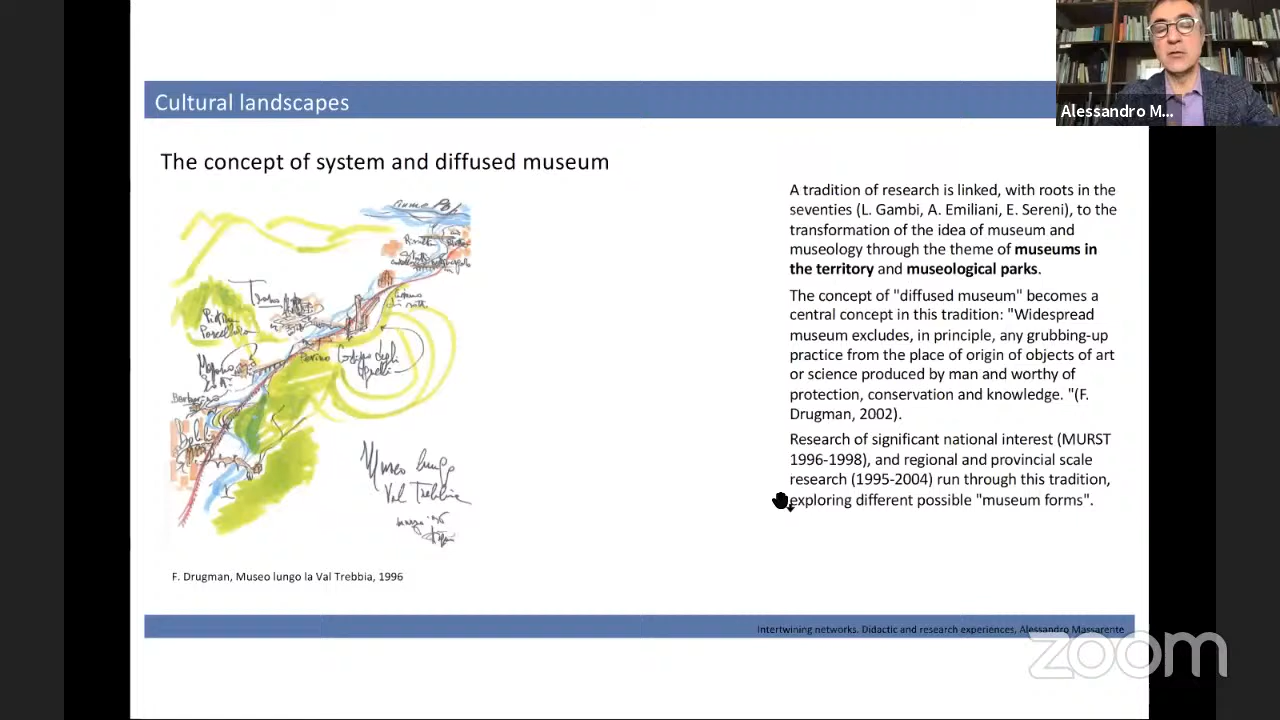 Cultural landscapes
Alessandro M...
The concept of system and diffused museum
A tradition of research is linked, with roots in the
seventies (L. Gambi, A. Emiliani, E. Sereni), to the
transformation of the idea of museum and
museology through the theme of museums in
the territory and museological parks.
The concept of "diffused museum" becomes a
central concept in this tradition: "Widespread
museum excludes, in principle, any grubbing-up
practice from the place of origin of objects of art
or science produced by man and worthy of
protection, conservation and knowledge. "(F.
Drugman, 2002).
Research of significant national interest (MURST
1996-1998), and regional and provincial scale
research (1995-2004) run through this tradition,
exploring different possible "museum forms".
Museo lungo
Val Trebbia
F. Drugman, Museo lungo la Val Trebbia, 1996
Intertwining networks. Didactic and research experiences, Alessandro Massarente
zoom